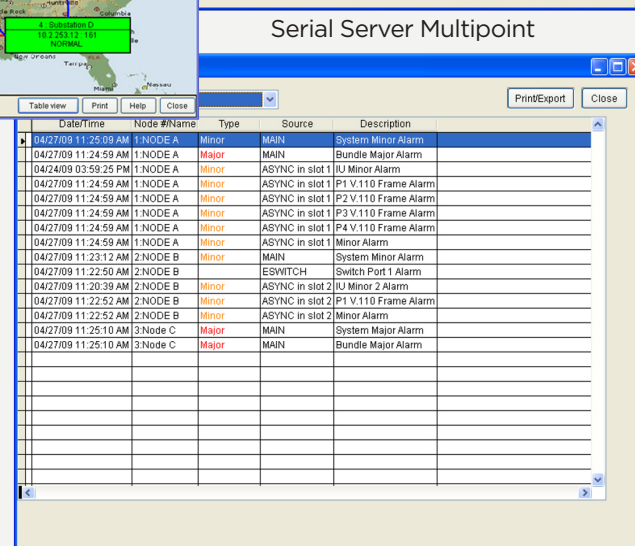 Columbia
4 : Substation D
10.2.253.12 : 161
NORMAL
Tampa
Miami
Nassau
Table view Print Help Close
Serial Server Multipoint
Print/Export Close
Date/Time Node #/Name Type Source Description
04/27/09 11:25:09 AM 1:NODE A Minor MAIN System Minor Alarm
04/27/09 11:24:59 AM 1:NODE A Major MAIN Bundle Major Alarm
04/24/09 03:59:25 PM 1:NODE A Minor ASYNC in slot 1 IU Minor Alarm
04/27/09 11:24:59 AM 1:NODE A Minor ASYNC in slot 1 P1 V.110 Frame Alarm
04/27/09 11:24:59 AM 1:NODE A Minor ASYNC in slot 1 P2 V.110 Frame Alarm
04/27/09 11:24:59 AM 1:NODE A Minor ASYNC in slot 1 P3 V.110 Frame Alarm
04/27/09 11:24:59 AM 1:NODE A Minor ASYNC in slot 1 P4 V.110 Frame Alarm
04/27/09 11:24:59 AM 1:NODE A Minor ASYNC in slot 1 Minor Alarm
04/27/09 11:23:12 AM 2:NODE B Minor MAIN System Minor Alarm
04/27/09 11:22:50 AM 2:NODE B ESWITCH Switch Port 1 Alarm
04/27/09 11:20:39 AM 2:NODE B Minor ASYNC in slot 2 IU Minor 2 Alarm
04/27/09 11:22:52 AM 2:NODE B Minor ASYNC in slot 2 P1 V.110 Frame Alarm
04/27/09 11:22:52 AM 2:NODE B Minor ASYNC in slot 2 Minor Alarm
04/27/09 11:25:10 AM 3:Node C Major MAIN System Major Alarm
04/27/09 11:25:10 AM 3:Node C Major MAIN Bundle Major Alarm